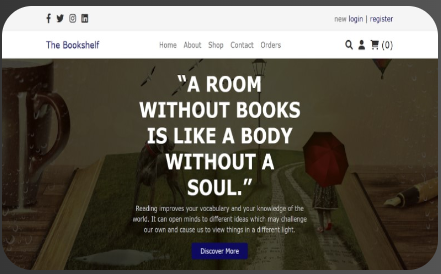 new login | register
The Bookshelf
Home About Shop Contact Orders
(0)
“A ROOM
WITHOUT BOOKS
IS LIKE A BODY
WITHOUT A
SOUL.”
Reading improves your vocabulary and your knowledge of the
world. It can open minds to different ideas which may challenge
our own and cause us to view things in a different light.
Discover More